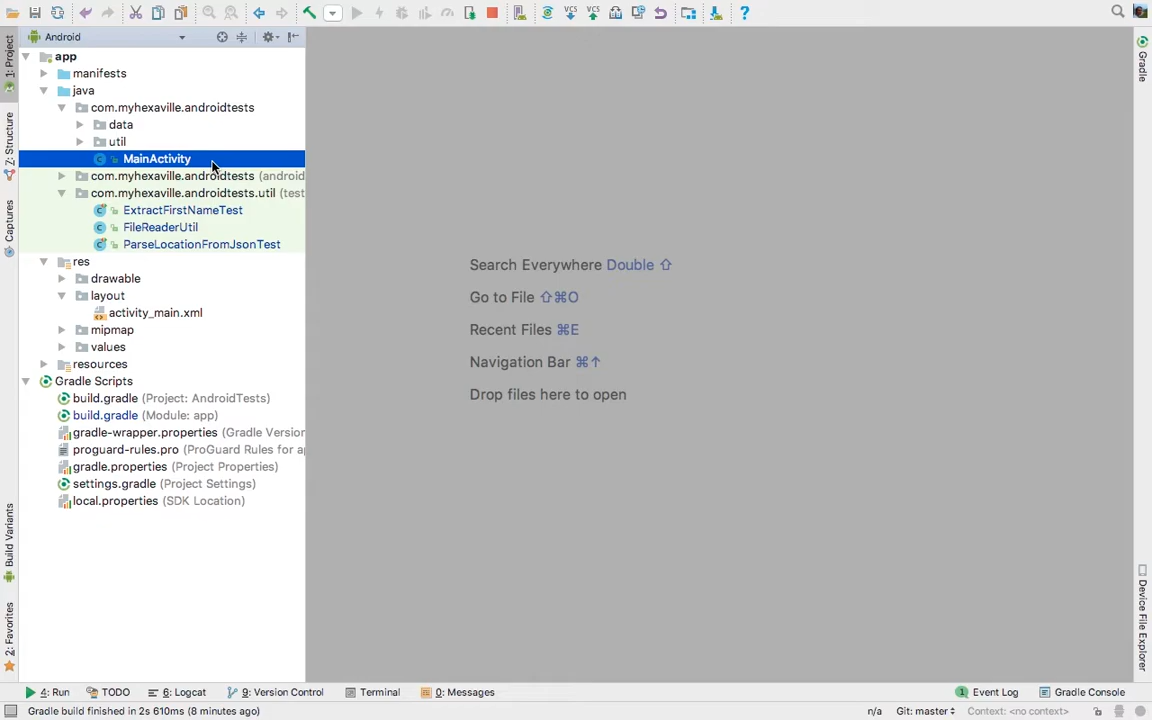 VCS VCS
Android
app
manifests
java
com.myhexaville.androidtests
data
util
MainActivity
com.myhexaville.androidtests (android
com.myhexaville.androidtests.util (test
ExtractFirstNameTest
FileReaderUtil
ParseLocationFromJsonTest
res
drawable
layout
activity_main.xml
mipmap
values
resources
Gradle Scripts
build.gradle (Project: AndroidTests)
build.gradle (Module: app)
gradle-wrapper.properties (Gradle Version
proguard-rules.pro (ProGuard Rules for ap
gradle.properties (Project Properties)
settings.gradle (Project Settings)
local.properties (SDK Location)
1: Project
Z: Structure
Captures
Build Variants
2: Favorites
Search Everywhere Double ⇧
Go to File ⇧⌘O
Recent Files ⌘E
Navigation Bar ⌘↑
Drop files here to open
Gradle
Device File Explorer
4: Run TODO 6: Logcat 9: Version Control Terminal 0: Messages 1 Event Log Gradle Console
Gradle build finished in 2s 610ms (8 minutes ago) n/a Git: master Context: <no context>